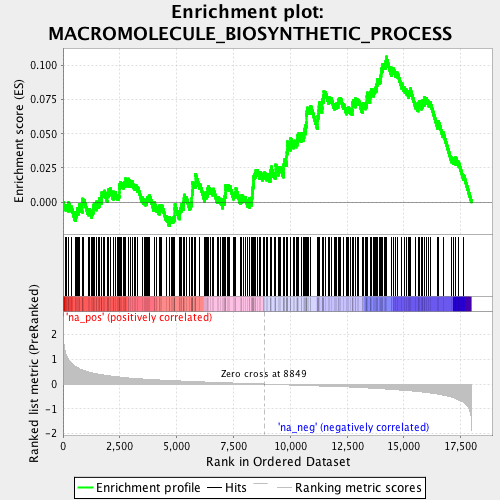 Enrichment plot:
MACROMOLECULE_BIOSYNTHETIC_PROCESS
Enrichment score (ES)
0.100
0.075
0.050
0.025
0.000
'na_pos' (positively correlated)
Ranked list metric (PreRanked)
2
1
0
-1
-2
Zero cross at 8849
'na_neg' (negatively correlated)
0
2,500
5,000
7,500
10,000
12,500
15,000
17,500
Rank in Ordered Dataset
Enrichment profile
Hits
Ranking metric scores